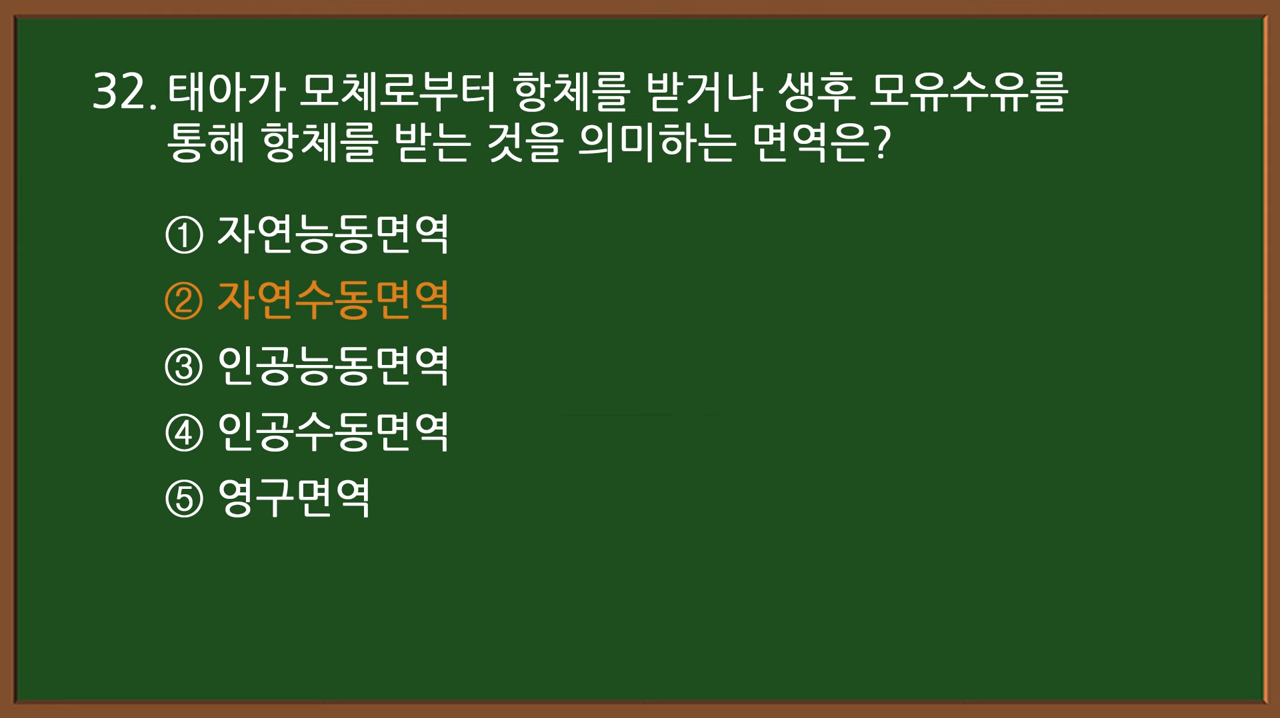 32. 태아가 모체로부터 항체를 받거나 생후 모유수유를
통해 항체를 받는 것을 의미하는 면역은?
① 자연능동면역
② 자연수동면역
③ 인공능동면역
④ 인공수동면역
⑤ 영구면역